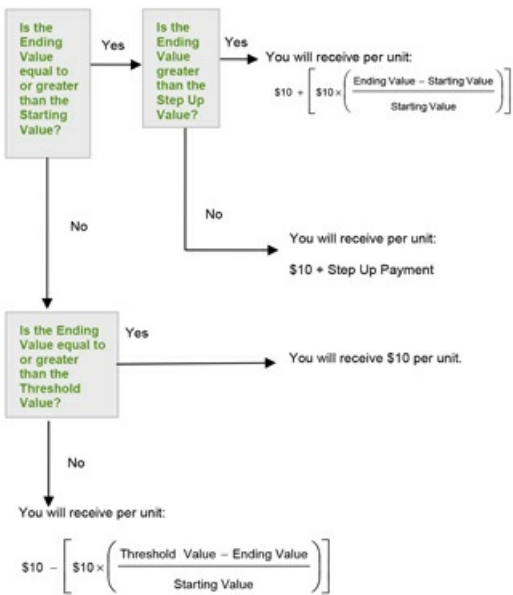 Is the
Ending
Value
equal to
or greater
than the
Starting
Value?
Yes
Is the
Ending
Value
greater
than the
Step Up
Value?
Yes
You will receive per unit:
$10 + [ $10 × ( Ending Value – Starting Value
Starting Value ) ]
No
No
You will receive per unit:
$10 + Step Up Payment
Is the Ending
Value equal to
or greater
than the
Threshold
Value?
Yes
You will receive $10 per unit.
No
You will receive per unit:
$10 – [ $10 × ( Threshold Value – Ending Value
Starting Value ) ]